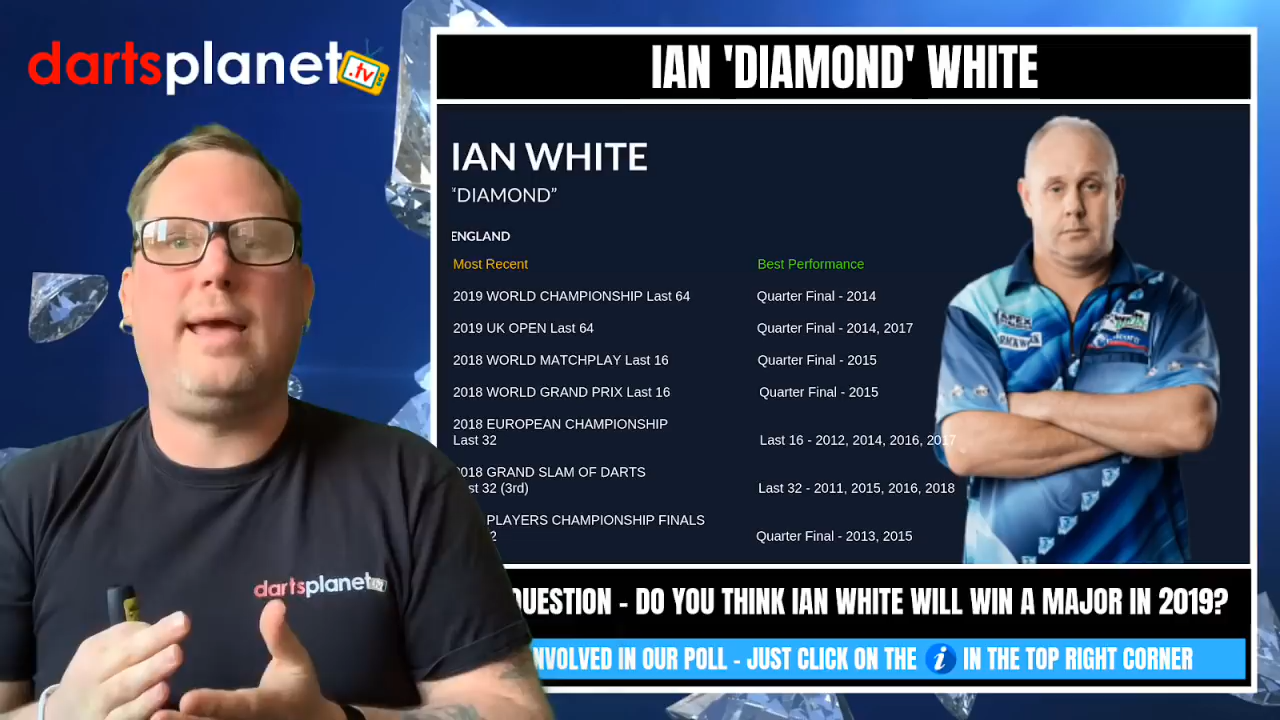 dartsplanet.tv
IAN 'DIAMOND' WHITE
IAN WHITE
"DIAMOND"
ENGLAND
Most Recent Best Performance
2019 WORLD CHAMPIONSHIP Last 64 Quarter Final - 2014
2019 UK OPEN Last 64 Quarter Final - 2014, 2017
2018 WORLD MATCHPLAY Last 16 Quarter Final - 2015
2018 WORLD GRAND PRIX Last 16 Quarter Final - 2015
2018 EUROPEAN CHAMPIONSHIP
Last 32 Last 16 - 2012, 2014, 2016, 2017
018 GRAND SLAM OF DARTS
st 32 (3rd) Last 32 - 2011, 2015, 2016, 2018
PLAYERS CHAMPIONSHIP FINALS
2 Quarter Final - 2013, 2015
dartsplanet
QUESTION - DO YOU THINK IAN WHITE WILL WIN A MAJOR IN 2019?
NVOLVED IN OUR POLL - JUST CLICK ON THE i IN THE TOP RIGHT CORNER